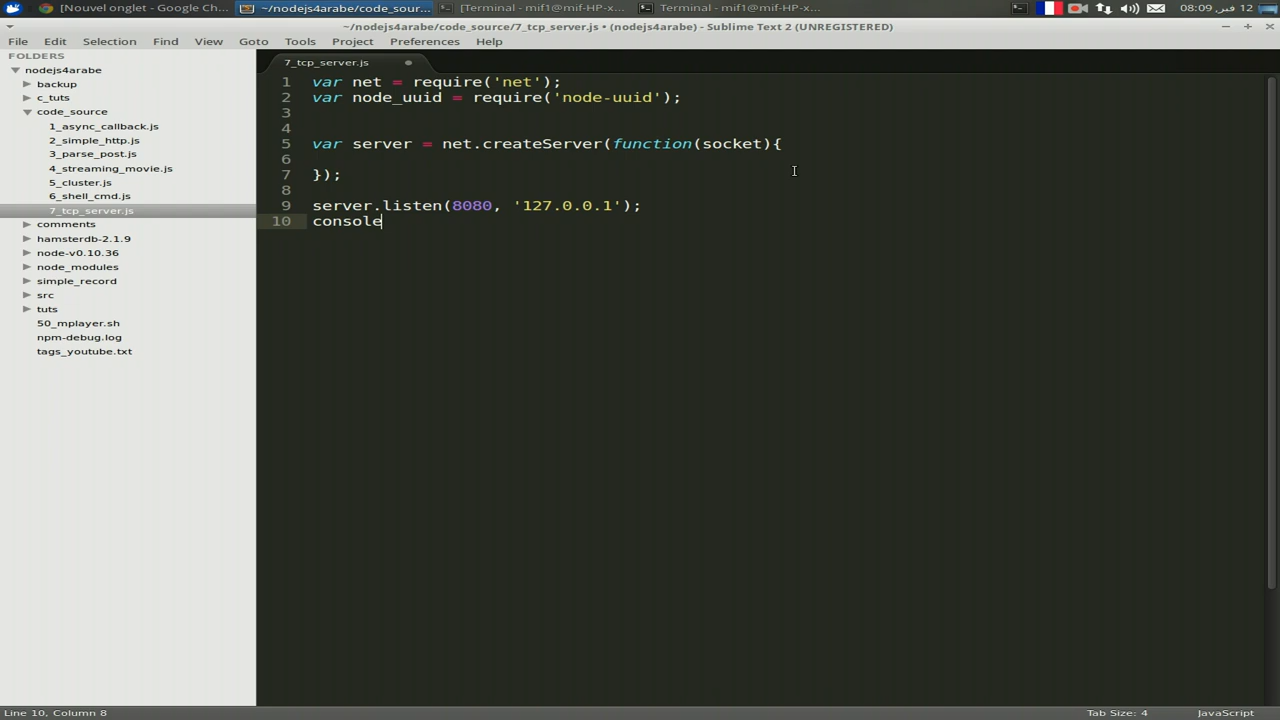 [Nouvel onglet - Google Ch...
~/nodejs4arabe/code_sour...
[Terminal - mif1@mif-HP-x...
Terminal - mif1@mif-HP-x...
12 فبر, 08:09
~/nodejs4arabe/code_source/7_tcp_server.js • (nodejs4arabe) - Sublime Text 2 (UNREGISTERED)
File Edit Selection Find View Goto Tools Project Preferences Help
FOLDERS
nodejs4arabe
backup
c_tuts
code_source
1_async_callback.js
2_simple_http.js
3_parse_post.js
4_streaming_movie.js
5_cluster.js
6_shell_cmd.js
7_tcp_server.js
comments
hamsterdb-2.1.9
node-v0.10.36
node_modules
simple_record
src
tuts
50_mplayer.sh
npm-debug.log
tags_youtube.txt
7_tcp_server.js
1 var net = require('net');
2 var node_uuid = require('node-uuid');
3
4
5 var server = net.createServer(function(socket){
6
7 });
8
9 server.listen(8080, '127.0.0.1');
10 console
Line 10, Column 8
Tab Size: 4
JavaScript